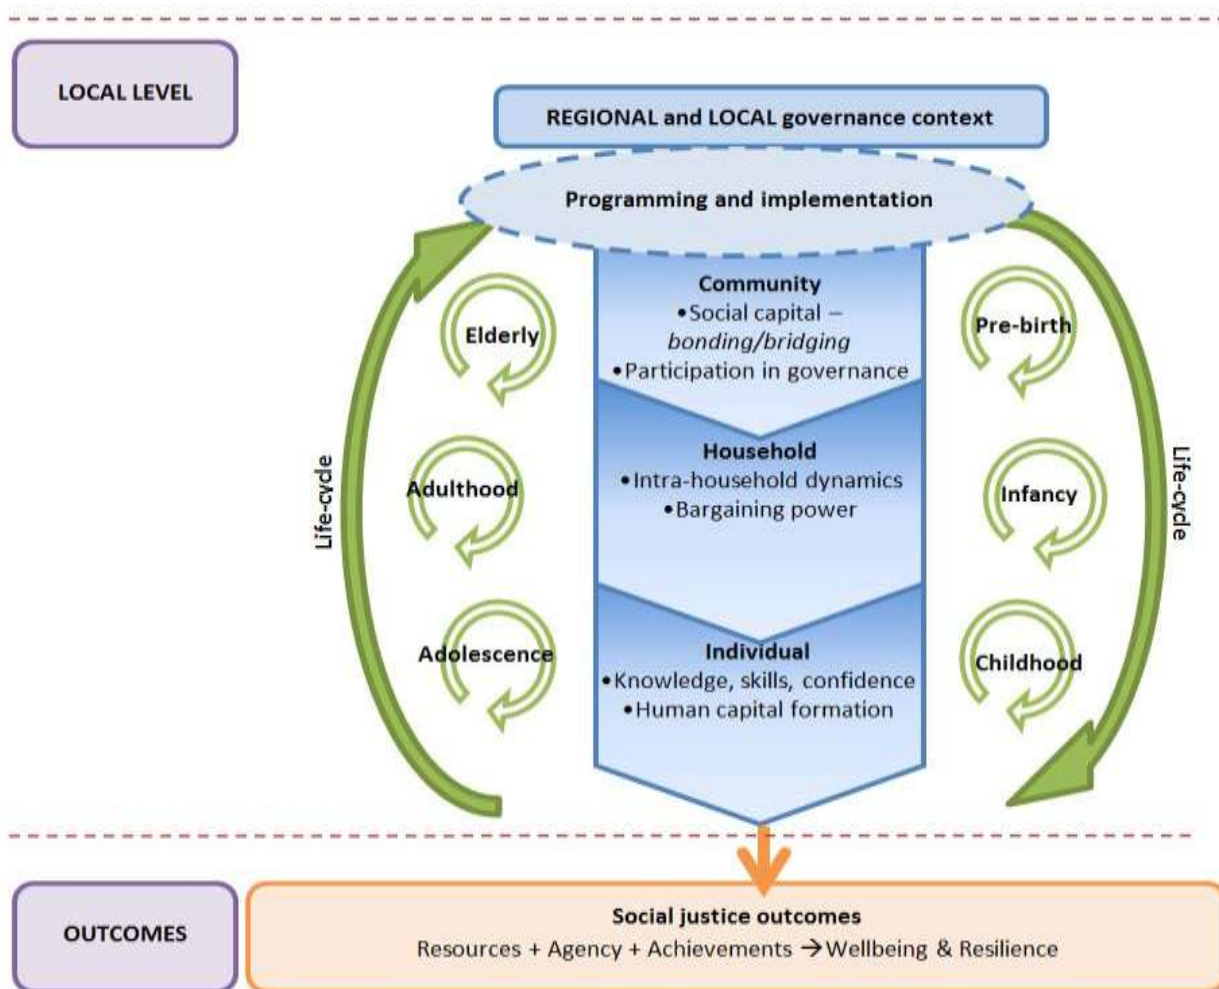 LOCAL LEVEL
REGIONAL and LOCAL governance context
Programming and implementation
Community
•Social capital –
bonding/bridging
•Participation in governance
Household
•Intra-household dynamics
•Bargaining power
Individual
•Knowledge, skills, confidence
•Human capital formation
Elderly
Adulthood
Adolescence
Life-cycle
Pre-birth
Infancy
Childhood
Life-cycle
OUTCOMES
Social justice outcomes
Resources + Agency + Achievements →Wellbeing & Resilience